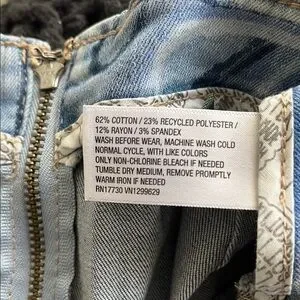 62% COTTON / 23% RECYCLED POLYESTER /
12% RAYON / 3% SPANDEX
WASH BEFORE WEAR, MACHINE WASH COLD
NORMAL CYCLE, WITH LIKE COLORS
ONLY NON-CHLORINE BLEACH IF NEEDED
TUMBLE DRY MEDIUM, REMOVE PROMPTLY
WARM IRON IF NEEDED
RN17730 VN1299629